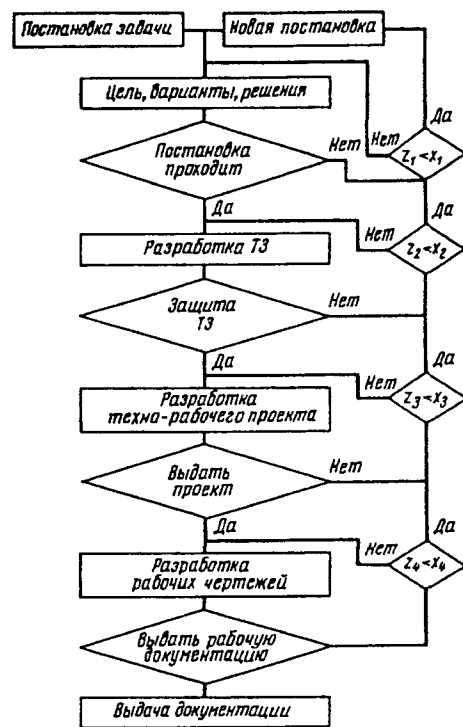 Постановка задачи
Новая постановка
Цель, варианты, решения
Да
Постановка
проходит
Нет
Нет
Z₁<X₁
Да
Да
Разработка ТЗ
Нет
Z₂<X₂
Защита
ТЗ
Нет
Да
Да
Разработка
техно-рабочего проекта
Нет
Z₃<X₃
Выдать
проект
Нет
Да
Да
Разработка
рабочих чертежей
Нет
Z₄<X₄
Выдать рабочую
документацию
Выдача документации